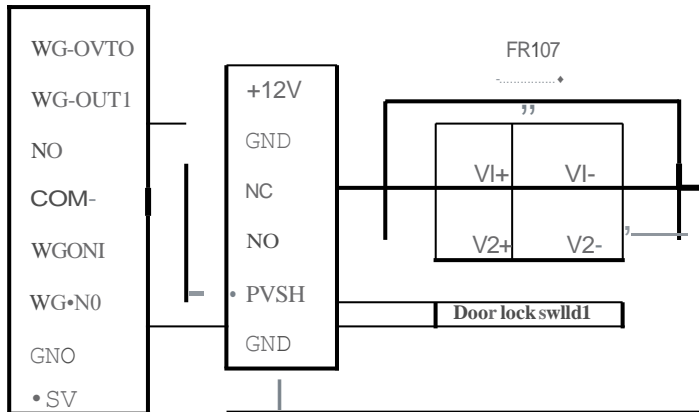 WG-OVTO
WG-OUT1
NO
COM-
WGONI
WG•N0
GNO
• SV
+12V
GND
NC
NO
• PVSH
GND
FR107
VI+ VI-
V2+ V2-
Door lock swlld1